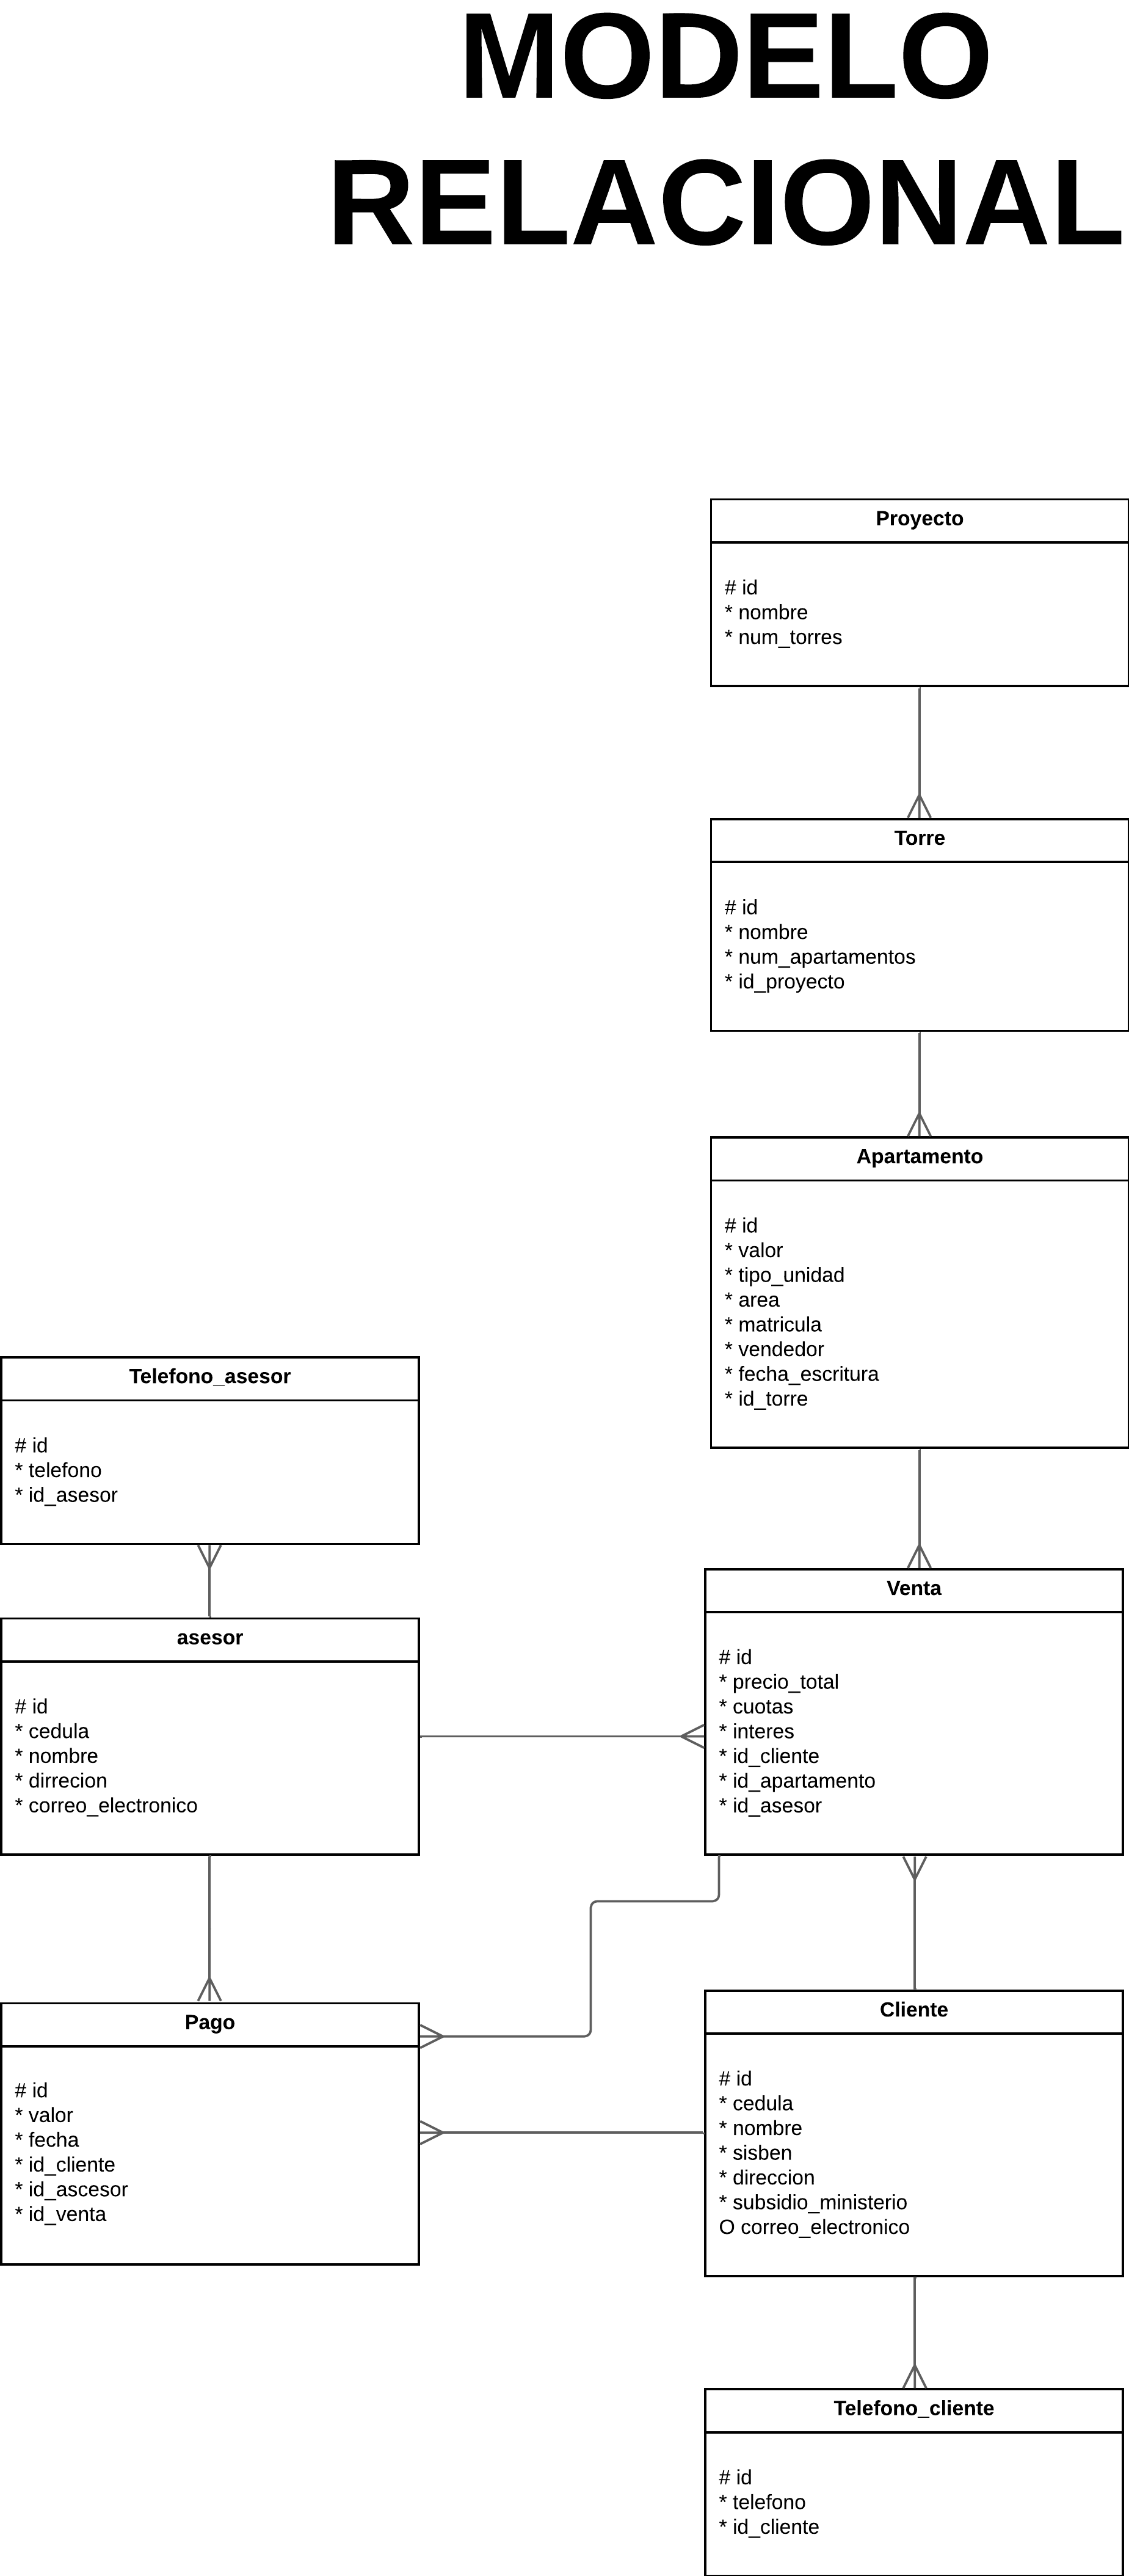 MODELO
RELACIONAL
Proyecto
# id
* nombre
* num_torres
Torre
# id
* nombre
* num_apartamentos
* id_proyecto
Apartamento
# id
* valor
* tipo_unidad
* area
* matricula
* vendedor
* fecha_escritura
* id_torre
Telefono_asesor
# id
* telefono
* id_asesor
Venta
# id
* precio_total
* cuotas
* interes
* id_cliente
* id_apartamento
* id_asesor
asesor
# id
* cedula
* nombre
* dirrecion
* correo_electronico
Pago
# id
* valor
* fecha
* id_cliente
* id_ascesor
* id_venta
Cliente
# id
* cedula
* nombre
* sisben
* direccion
* subsidio_ministerio
O correo_electronico
Telefono_cliente
# id
* telefono
* id_cliente